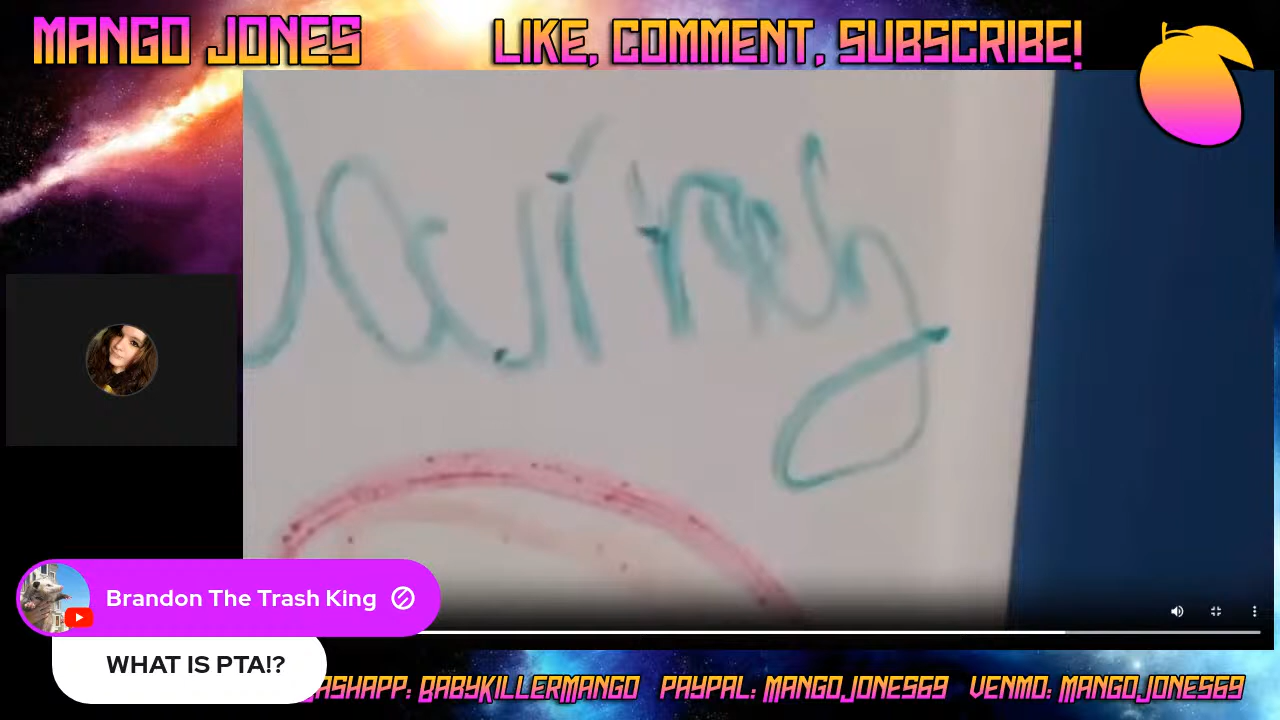 MANGO JONES
LIKE, COMMENT, SUBSCRIBE!
Brandon The Trash King
WHAT IS PTA!?
ASHAPP: BABYKILLERMANGO PAYPAL: MANGOJONES69 VENMO: MANGOJONES69